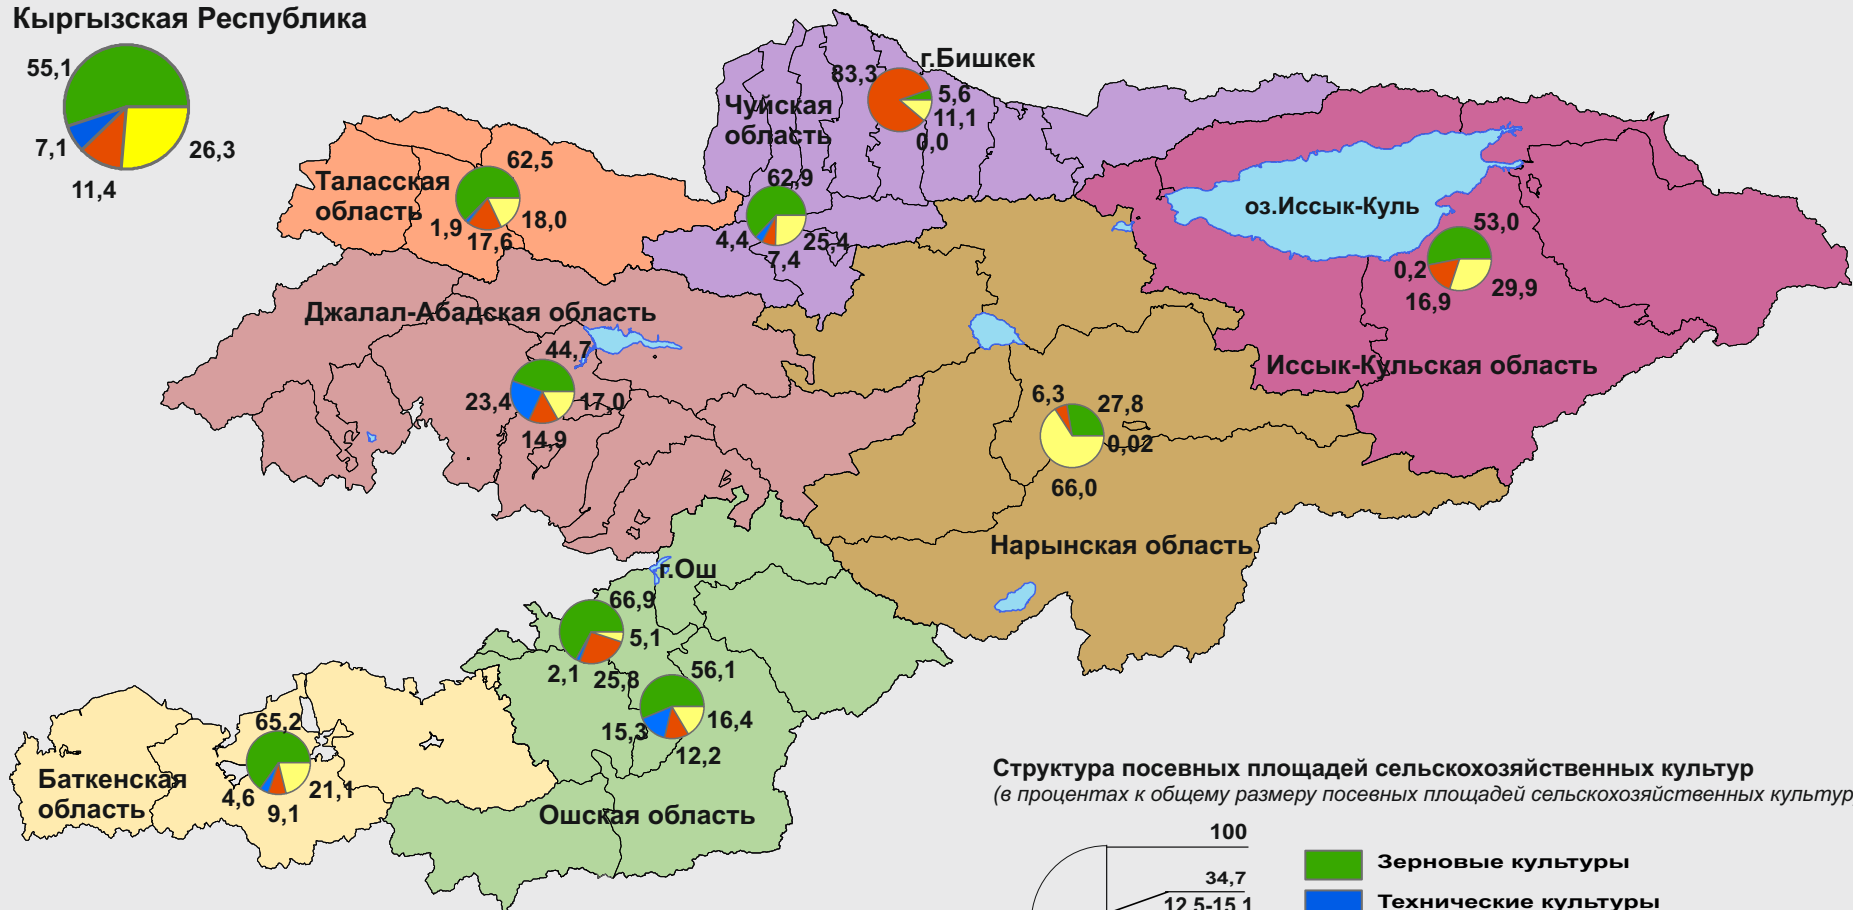 Кыргызская Республика
55,1
7,1
11,4
26,3
г.Бишкек
83,3
5,6
11,1
0,0
Чуйская
область
62,9
4,4
7,4
25,4
Таласская
область
62,5
1,9
17,6
18,0
оз.Иссык-Куль
53,0
0,2
16,9
29,9
Иссык-Кульская область
Джалал-Абадская область
44,7
23,4
17,0
14,9
6,3
27,8
0,02
66,0
Нарынская область
г.Ош
66,9
5,1
2,1
25,8
56,1
15,3
16,4
12,2
Ошская область
65,2
4,6
9,1
21,1
Баткенская
область
Структура посевных площадей сельскохозяйственных культур
(в процентах к общему размеру посевных площадей сельскохозяйственных культур
100
34,7
12,5-15,1
Зерновые культуры
Технические культуры